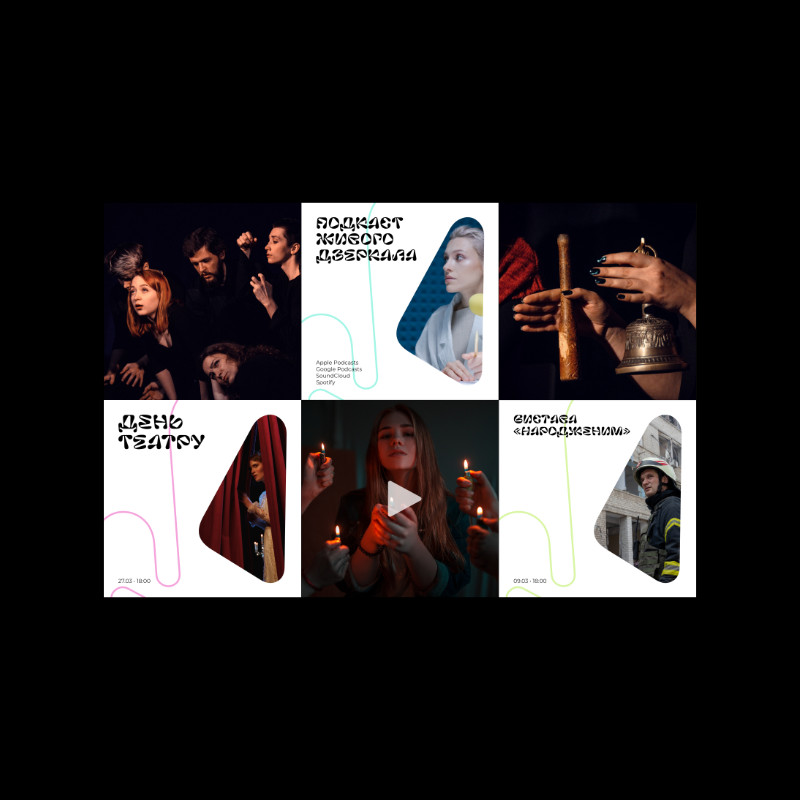 ПОДКАСТ
ЖИВОГО
ДЗЕРКАЛА
Apple Podcasts
Google Podcasts
SoundCloud
Spotify
ДЕНЬ
ТЕАТРУ
27.03 • 18:00
ВИСТАВА
«НАРОДЖЕНИМ»
09.03 • 18:00